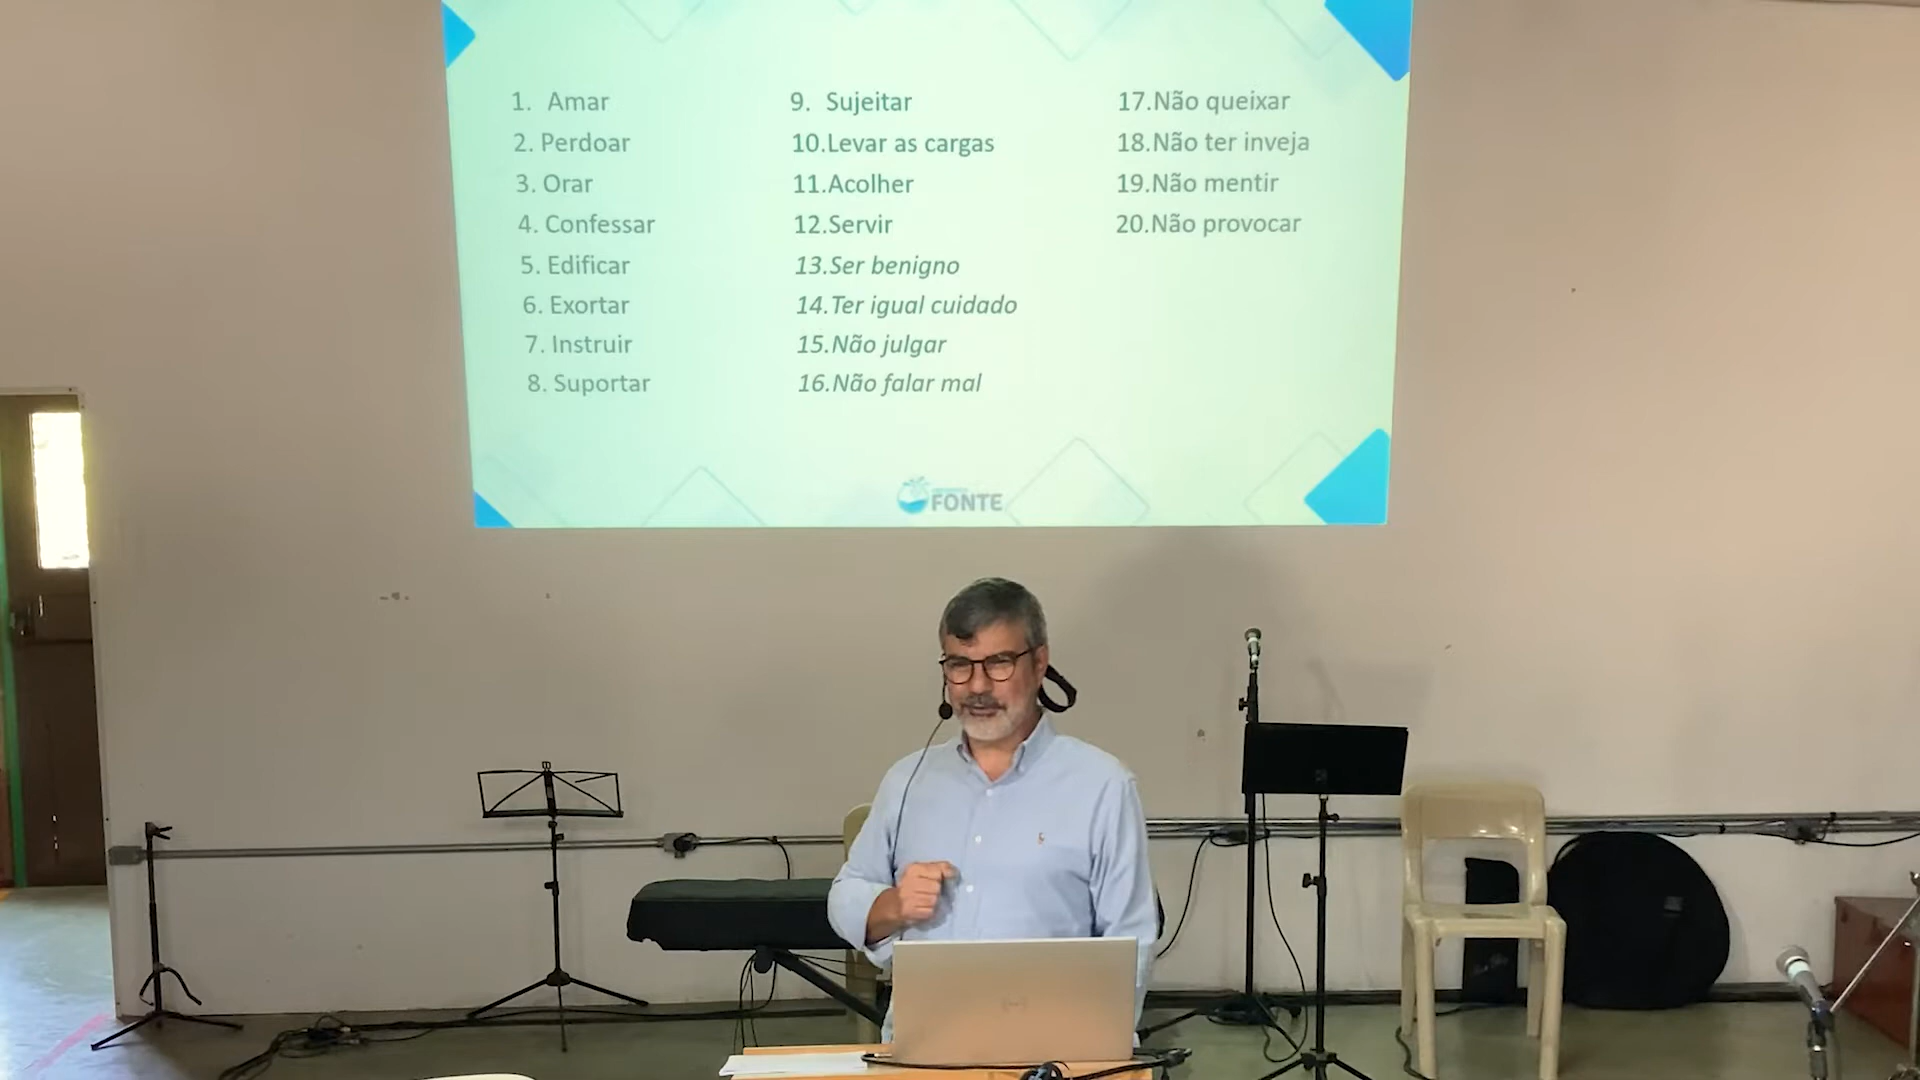 1. Amar
2. Perdoar
3. Orar
4. Confessar
5. Edificar
6. Exortar
7. Instruir
8. Suportar
9. Sujeitar
10.Levar as cargas
11.Acolher
12.Servir
13.Ser benigno
14.Ter igual cuidado
15.Não julgar
16.Não falar mal
17.Não queixar
18.Não ter inveja
19.Não mentir
20.Não provocar
FONTE